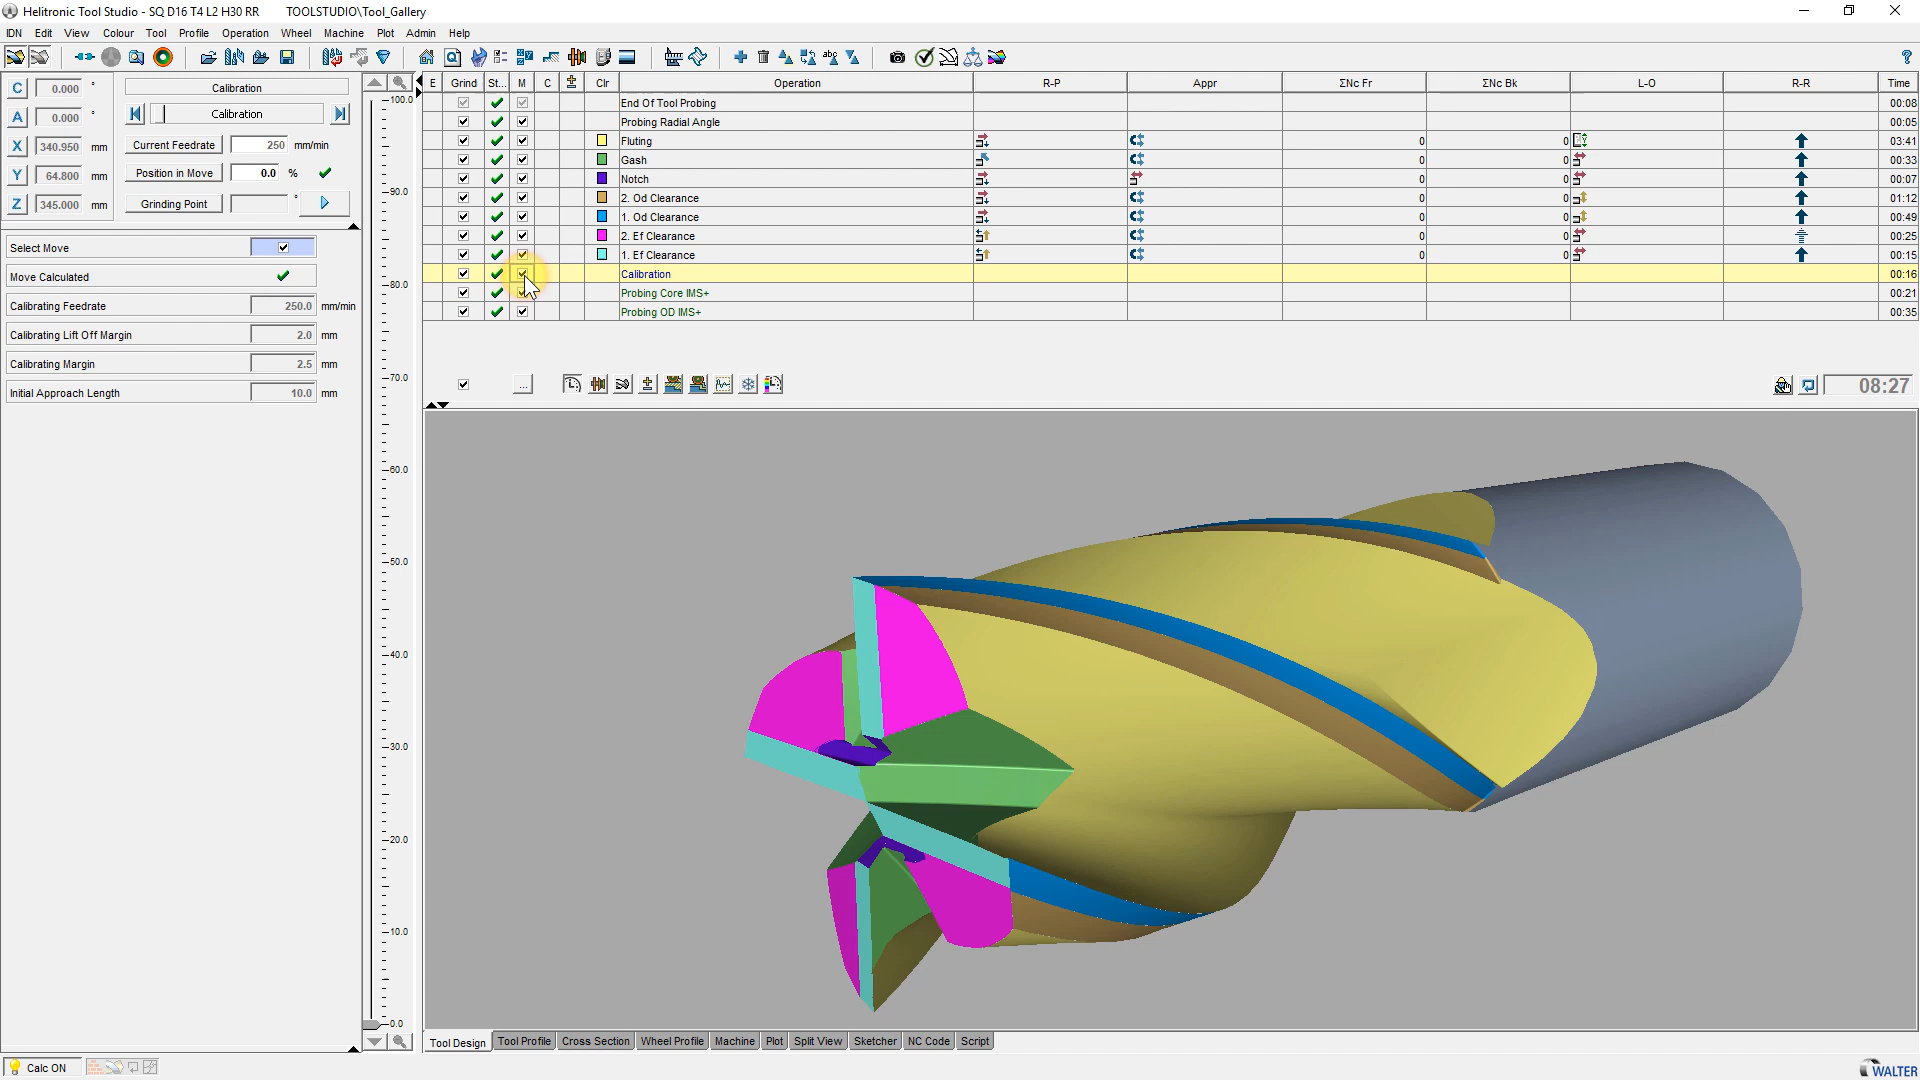 Helitronic Tool Studio - SQ D16 T4 L2 H30 RR TOOLSTUDIO\Tool_Gallery
IDN Edit View Colour Tool Profile Operation Wheel Machine Plot Admin Help
C 0.000 °
A 0.000 °
X 340.950 mm
Y 64.800 mm
Z 345.000 mm
Calibration
Calibration
Current Feedrate 250 mm/min
Position in Move 0.0 %
Grinding Point °
Select Move
Move Calculated
Calibrating Feedrate 250.0 mm/min
Calibrating Lift Off Margin 2.0 mm
Calibrating Margin 2.5 mm
Initial Approach Length 10.0 mm
100.0
90.0
80.0
70.0
60.0
50.0
40.0
30.0
20.0
10.0
0.0
E Grind St... M C Clr Operation R-P Appr ΣNc Fr ΣNc Bk L-O R-R Time
End Of Tool Probing 00:08
Probing Radial Angle 00:05
Fluting 0 0 03:41
Gash 0 0 00:33
Notch 0 0 00:07
2. Od Clearance 0 0 01:12
1. Od Clearance 0 0 00:49
2. Ef Clearance 0 0 00:25
1. Ef Clearance 0 0 00:15
Calibration 00:16
Probing Core IMS+ 00:21
Probing OD IMS+ 00:35
... 08:27
Tool Design Tool Profile Cross Section Wheel Profile Machine Plot Split View Sketcher NC Code Script
Calc ON
WALTER